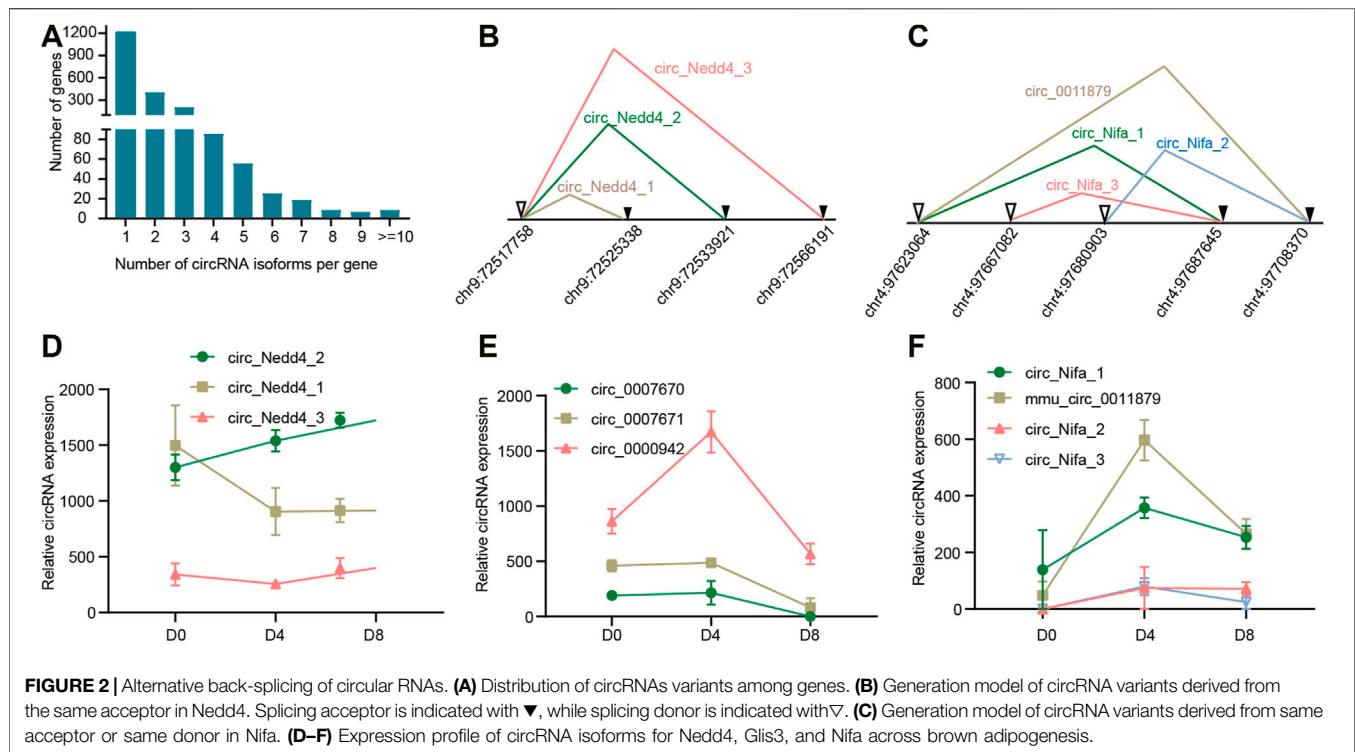 A
Number of genes
1200
900
600
300
80
60
40
20
0
1 2 3 4 5 6 7 8 9 >=10
Number of circRNA isoforms per gene
B
circ_Nedd4_3
circ_Nedd4_2
circ_Nedd4_1
chr9:72517758
chr9:72525338
chr9:72533921
chr9:72566191
C
circ_0011879
circ_Nifa_1
circ_Nifa_2
circ_Nifa_3
chr4:97623064
chr4:97667082
chr4:97680903
chr4:97687645
chr4:97708370
D
circ_Nedd4_2
circ_Nedd4_1
circ_Nedd4_3
Relative circRNA expression
2000
1500
1000
500
0
D0 D4 D8
E
circ_0007670
circ_0007671
circ_0000942
Relative circRNA expression
2000
1500
1000
500
0
D0 D4 D8
F
circ_Nifa_1
mmu_circ_0011879
circ_Nifa_2
circ_Nifa_3
Relative circRNA expression
800
600
400
200
0
D0 D4 D8
FIGURE 2 | Alternative back-splicing of circular RNAs. (A) Distribution of circRNAs variants among genes. (B) Generation model of circRNA variants derived from
the same acceptor in Nedd4. Splicing acceptor is indicated with ▼, while splicing donor is indicated with▽. (C) Generation model of circRNA variants derived from same
acceptor or same donor in Nifa. (D–F) Expression profile of circRNA isoforms for Nedd4, Glis3, and Nifa across brown adipogenesis.